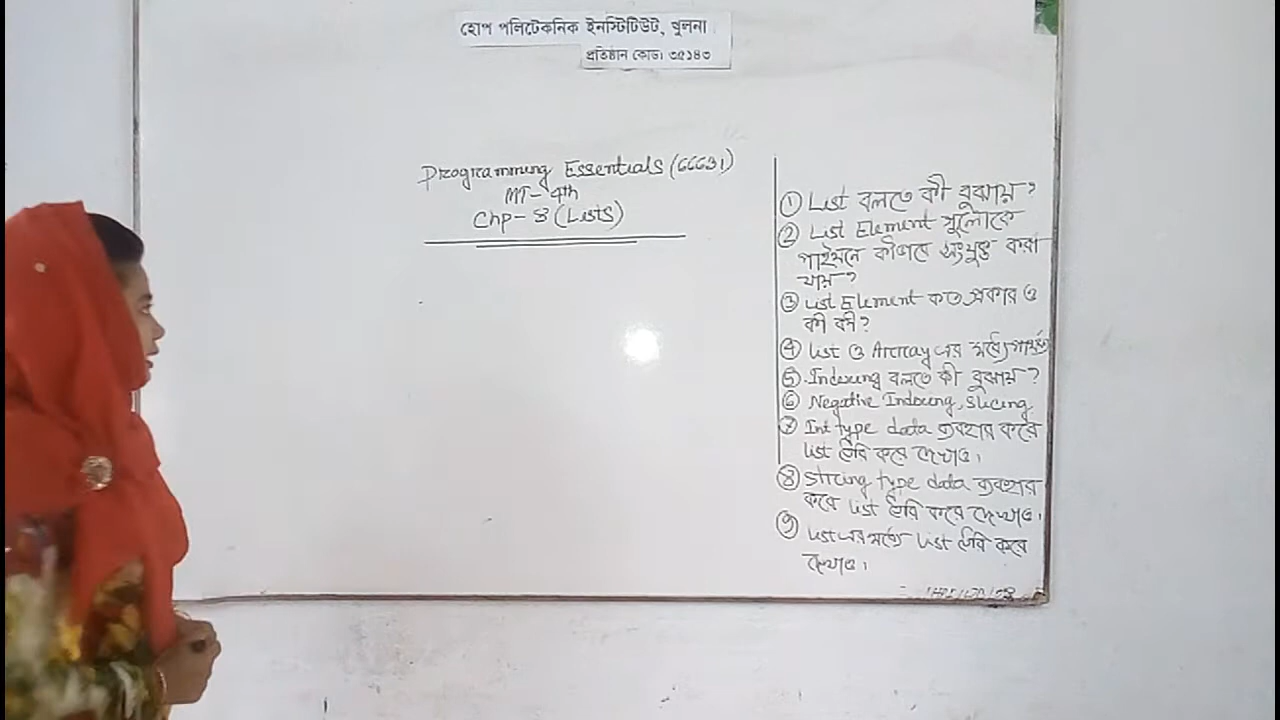 হোপ পলিটেকনিক ইনস্টিটিউট, খুলনা
প্রতিষ্ঠান কোডঃ ৩৫১৪৩
Programming Essentials (66631)
MT- 4th
Chp- 8 (Lists)
① List বলতে কী বুঝায়?
② List Element গুলোকে
পাইথনে কীভাবে সংযুক্ত করা
যায়?
③ List Element কত প্রকার ও
কী কী?
④ List ও Array এর মধ্যে পার্থক্য
⑤ Indexing বলতে কী বুঝায়?
⑥ Negative Indexing, slicing
⑦ Int type data ব্যবহার করে
list তৈরি করে দেখাও।
⑧ String type data ব্যবহার
করে list তৈরি করে দেখাও।
⑨ List এর মধ্যে list তৈরি করে
দেখাও।